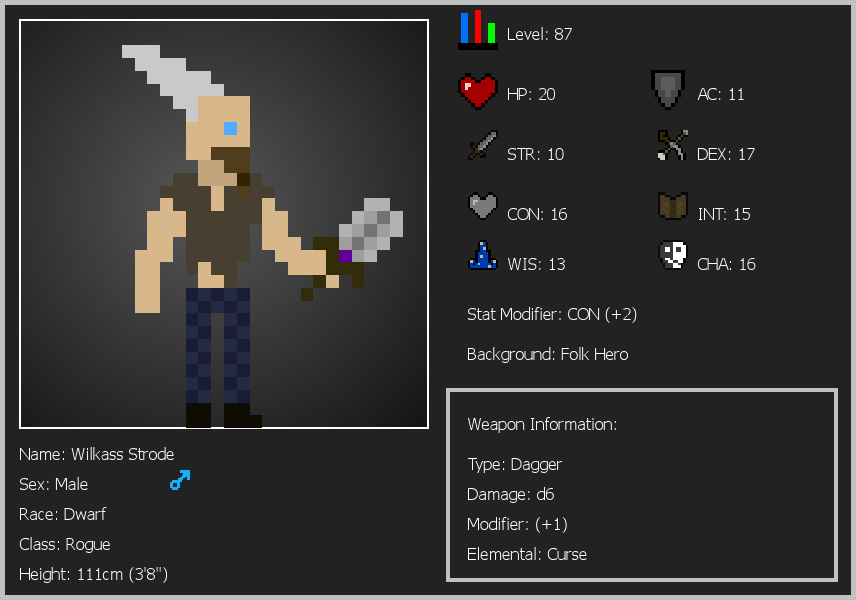 Level: 87
HP: 20
AC: 11
STR: 10
DEX: 17
CON: 16
INT: 15
WIS: 13
CHA: 16
Stat Modifier: CON (+2)
Background: Folk Hero
Weapon Information:
Type: Dagger
Damage: d6
Modifier: (+1)
Elemental: Curse
Name: Wilkass Strode
Sex: Male
Race: Dwarf
Class: Rogue
Height: 111cm (3'8")